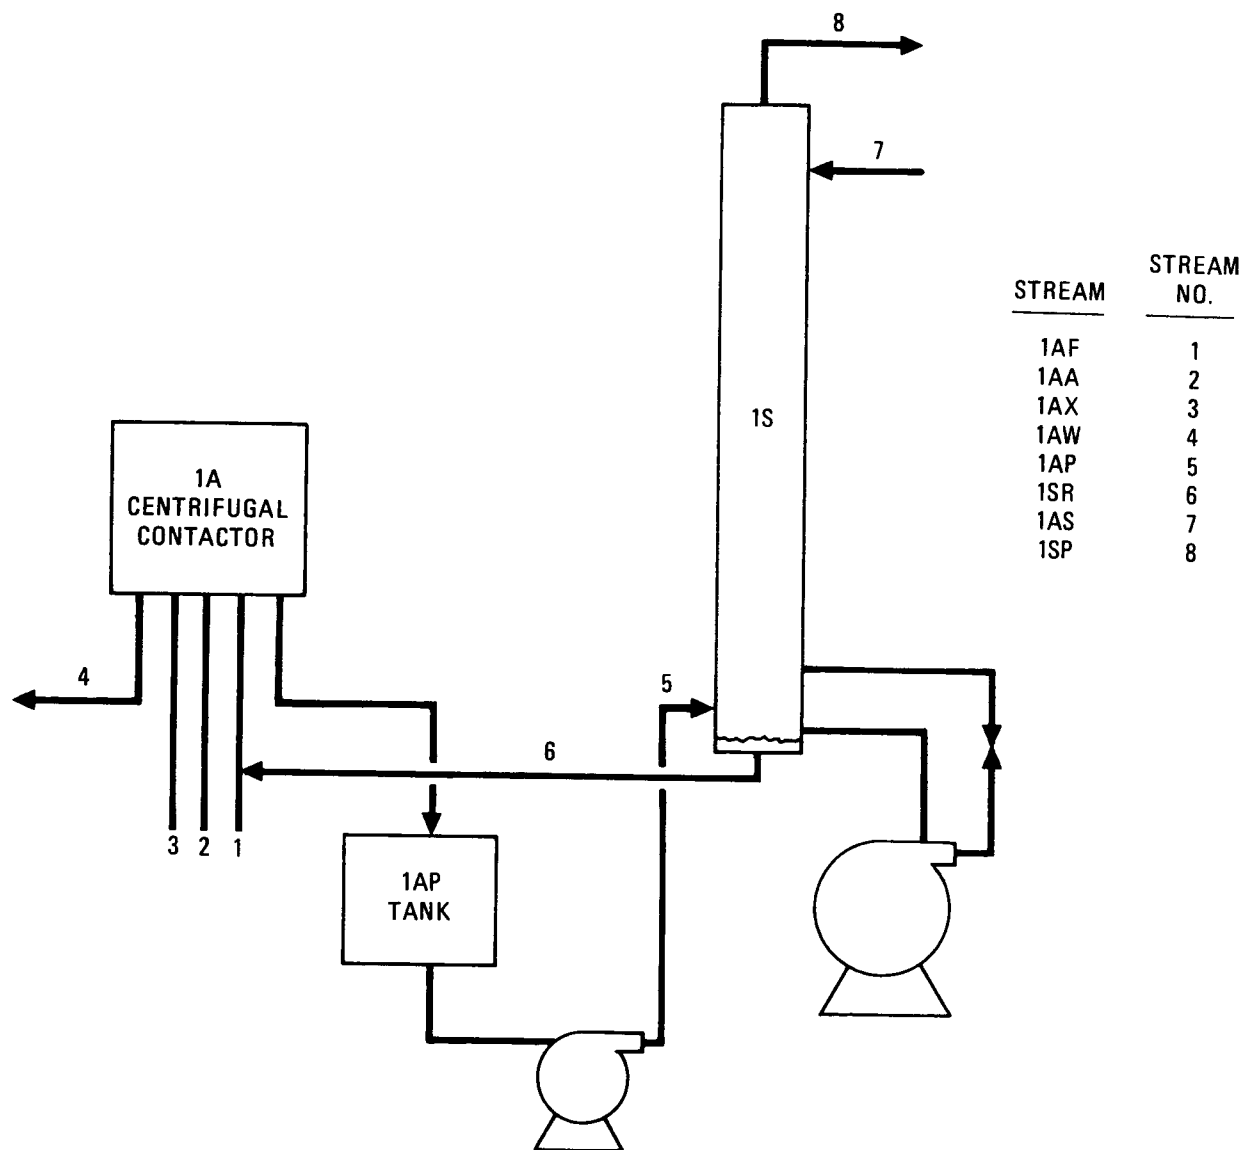 8
7
STREAM STREAM NO.
1AF 1
1AA 2
1AX 3
1AW 4
1AP 5
1SR 6
1AS 7
1SP 8
1S
1A
CENTRIFUGAL
CONTACTOR
4
5
6
3 2 1
1AP
TANK